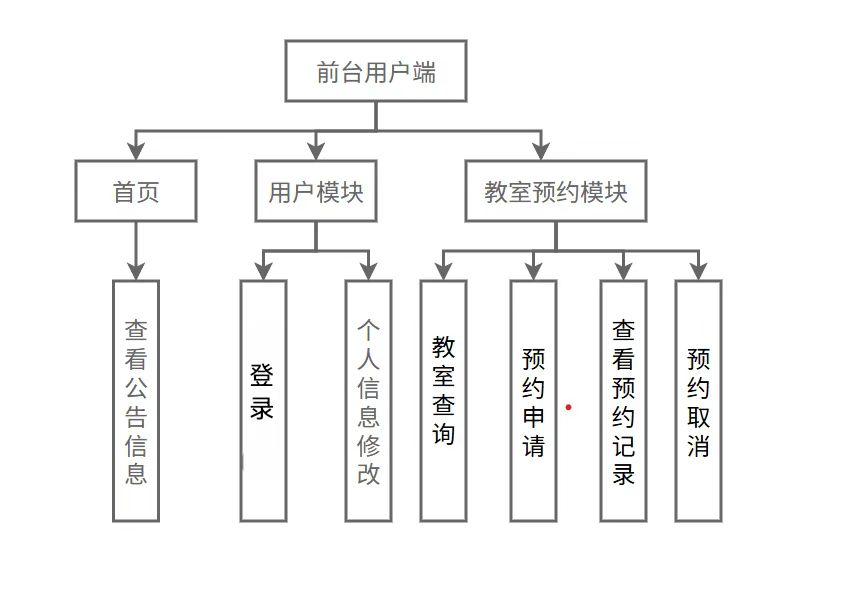 前台用户端
首页
用户模块
教室预约模块
查看公告信息
登录
个人信息修改
教室查询
预约申请
查看预约记录
预约取消